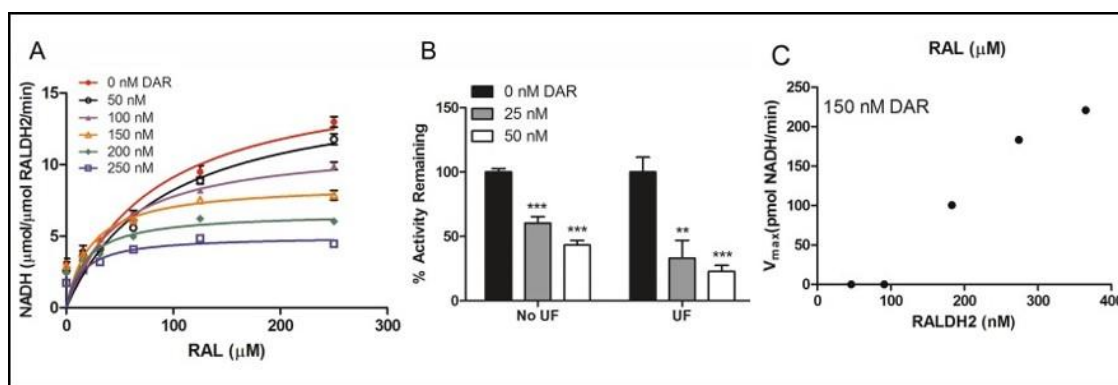 A
0 nM DAR
50 nM
100 nM
150 nM
200 nM
250 nM
NADH (μmol/μmol RALDH2/min)
15
10
5
0
0 100 200 300
RAL (μM)
B
0 nM DAR
25 nM
50 nM
% Activity Remaining
150
100
50
0
***
***
**
***
No UF UF
C
RAL (μM)
150 nM DAR
Vmax(pmol NADH/min)
250
200
150
100
50
0
0 100 200 300 400
RALDH2 (nM)